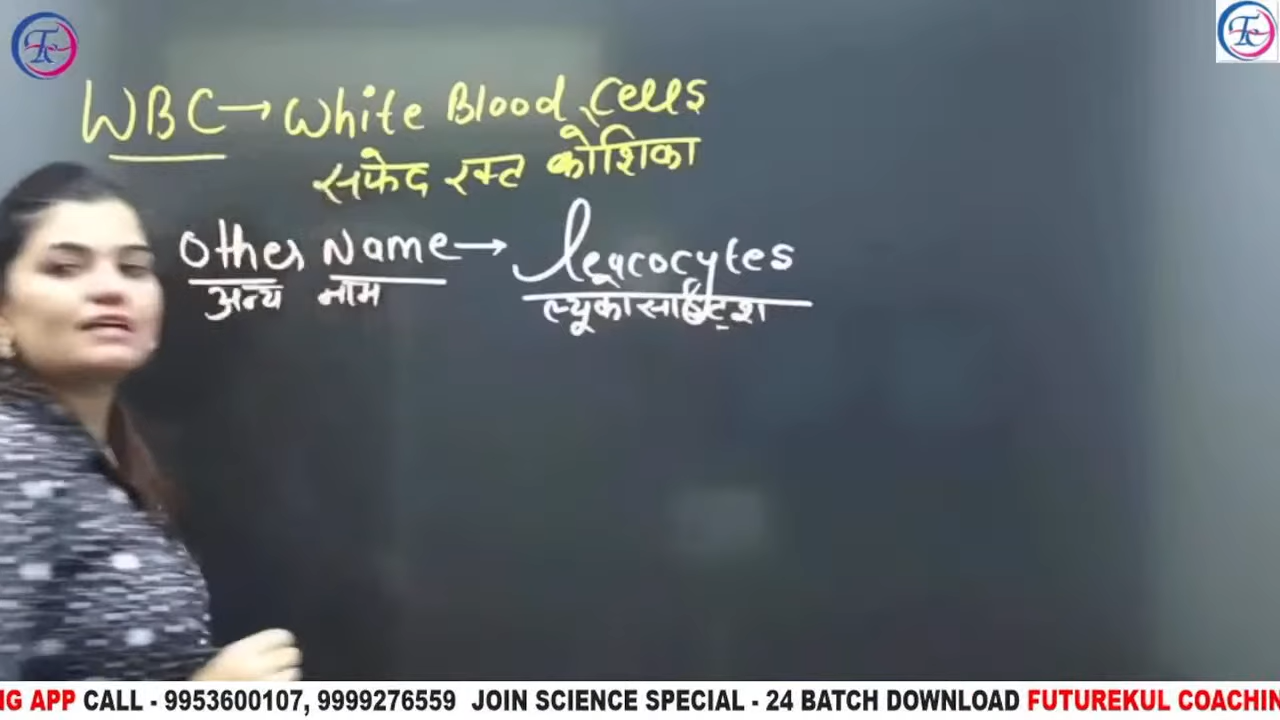 WBC → White Blood Cells
सफेद रक्त कोशिका
Other Name → leucocytes
अन्य नाम
ल्यूकोसाइट्श
NG APP CALL - 9953600107, 9999276559 JOIN SCIENCE SPECIAL - 24 BATCH DOWNLOAD FUTUREKUL COACHIN